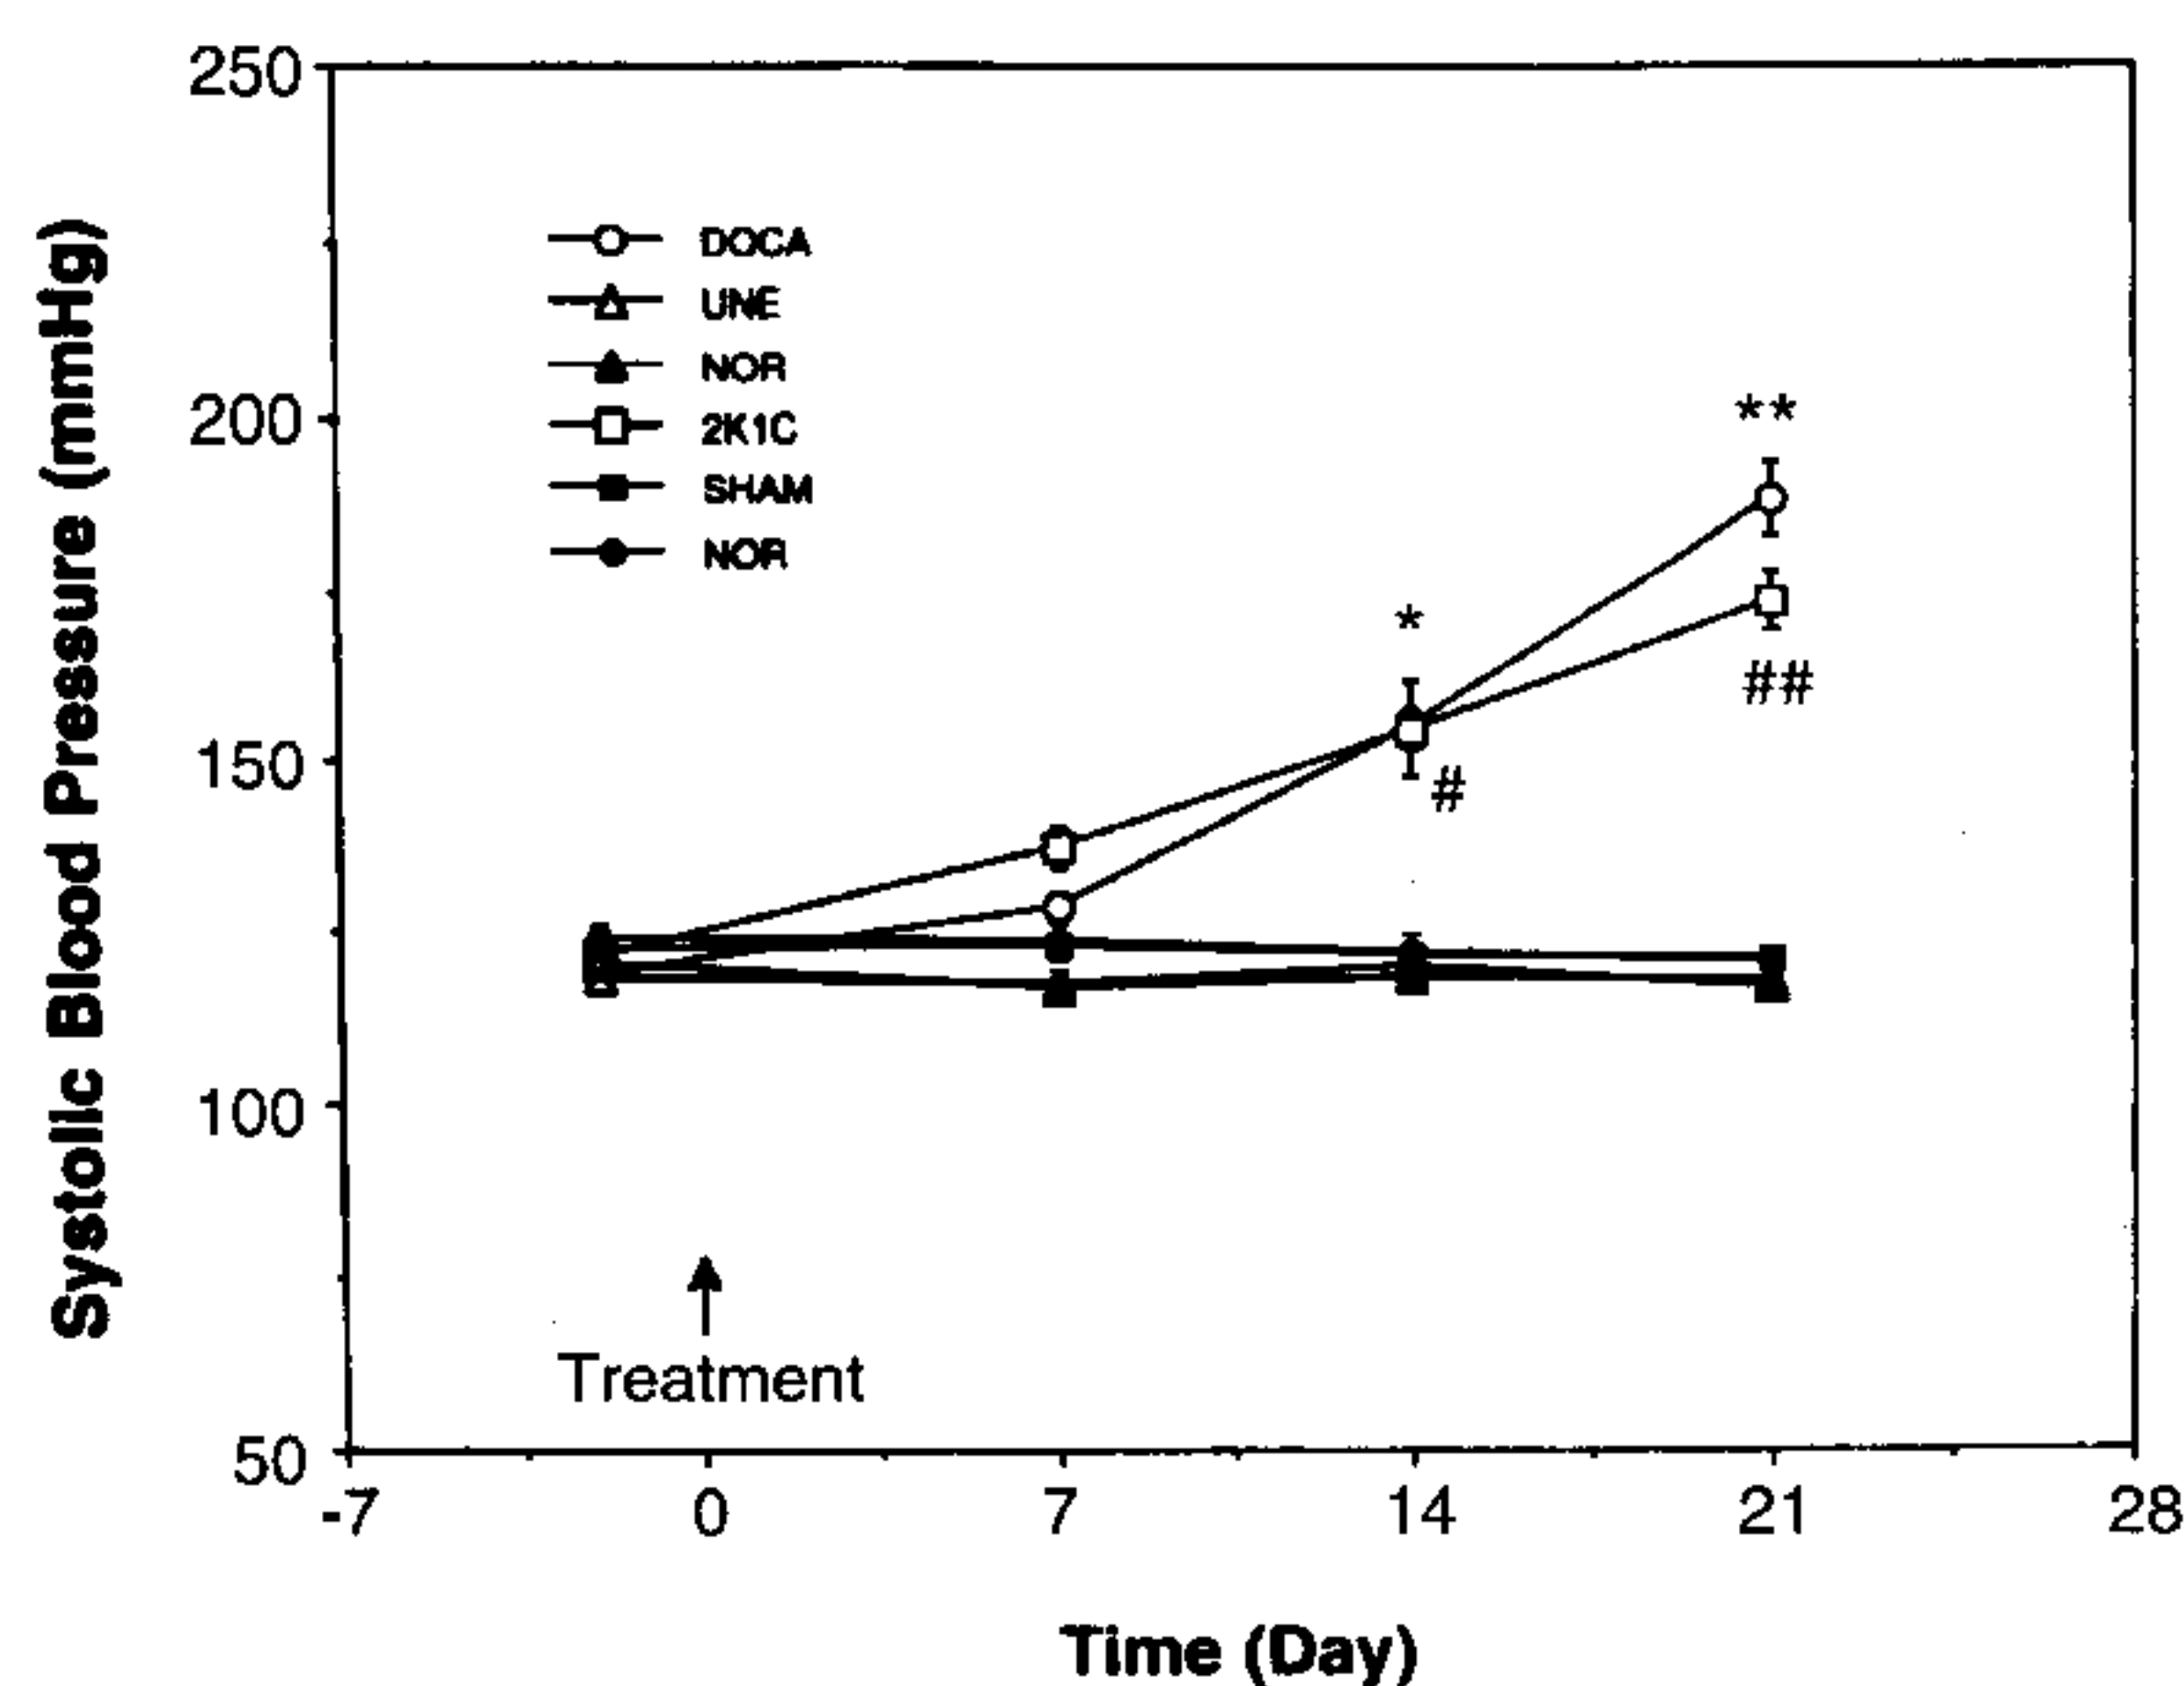 Systolic Blood Pressure (mmHg)
250
200
150
100
50
DOCA
UNE
NOR
2K1C
SHAM
NOR
**
*
##
#
Treatment
-7 0 7 14 21 28
Time (Day)